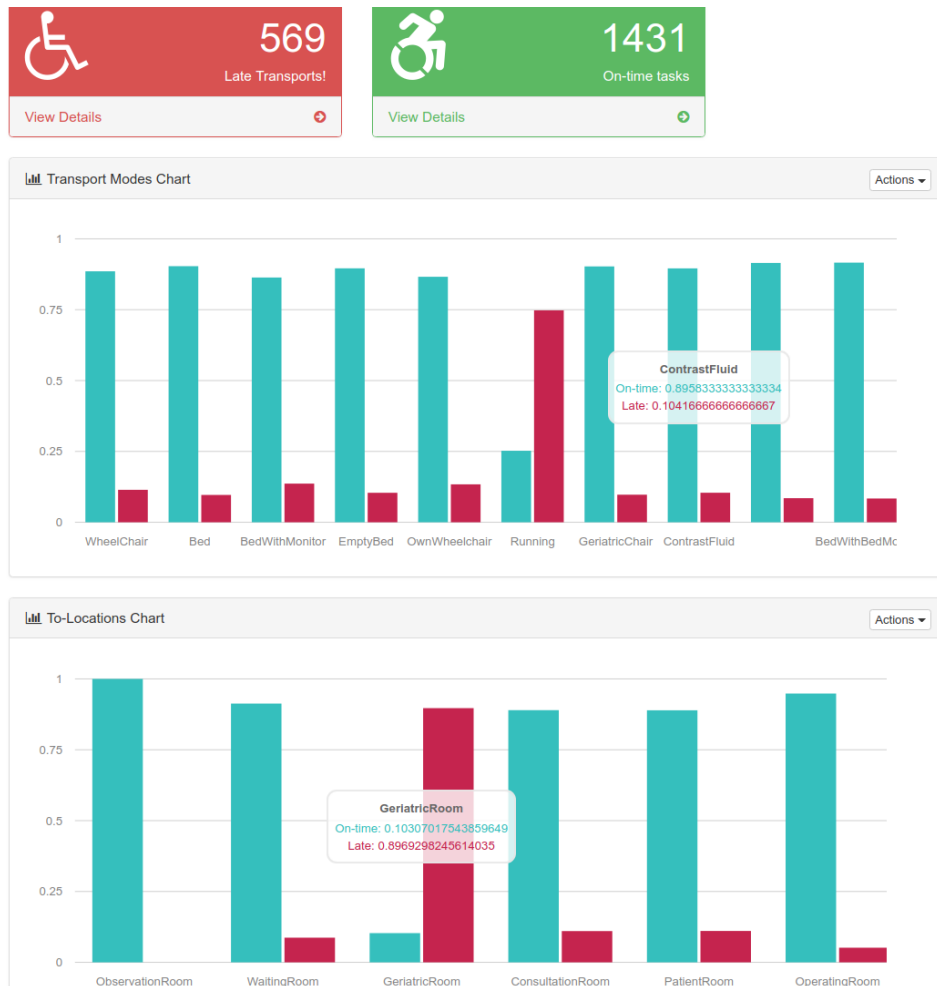 569
Late Transports!
View Details
1431
On-time tasks
View Details
Transport Modes Chart
Actions
1
0.75
0.5
0.25
0
ContrastFluid
On-time: 0.8958333333333334
Late: 0.10416666666666667
WheelChair Bed BedWithMonitor EmptyBed OwnWheelchair Running GeriatricChair ContrastFluid BedWithBedMo
To-Locations Chart
Actions
1
0.75
0.5
0.25
0
GeriatricRoom
On-time: 0.10307017543859649
Late: 0.8969298245614035
ObservationRoom WaitingRoom GeriatricRoom ConsultationRoom PatientRoom OperatingRoom